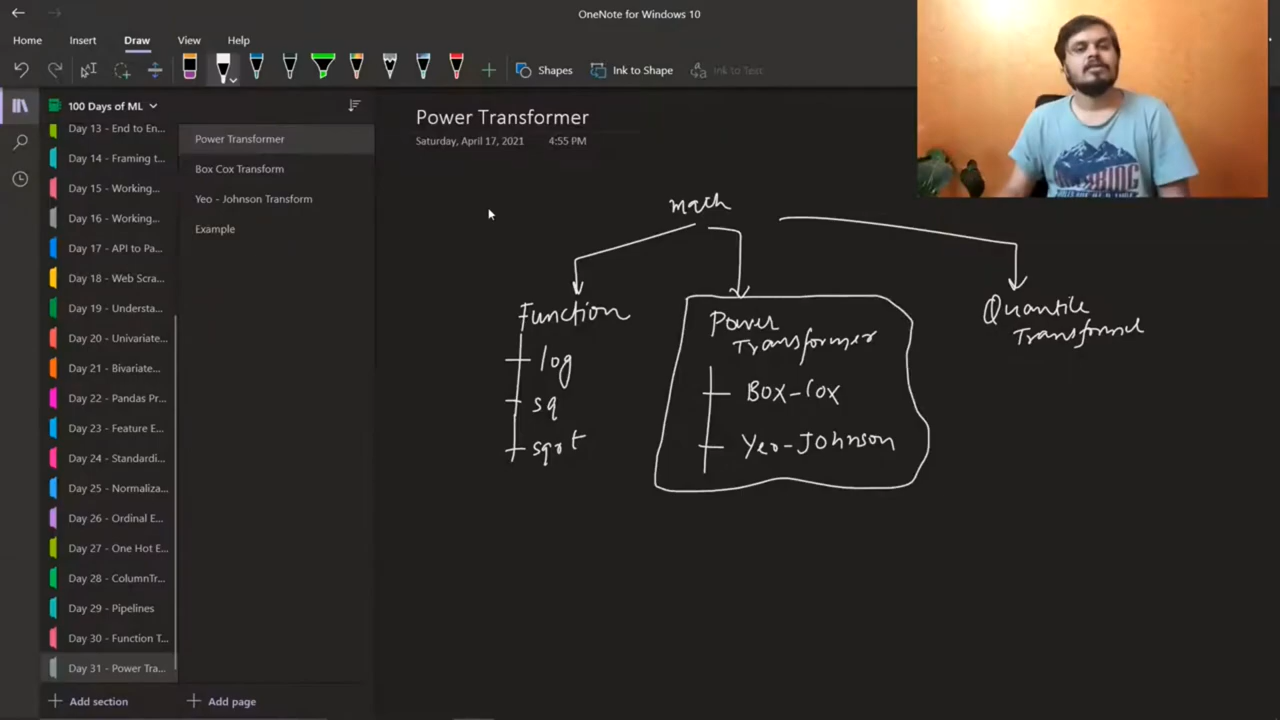 OneNote for Windows 10
Home Insert Draw View Help
Shapes Ink to Shape Ink to Text
100 Days of ML
Day 13 - End to En...
Day 14 - Framing t...
Day 15 - Working...
Day 16 - Working...
Day 17 - API to Pa...
Day 18 - Web Scra...
Day 19 - Understa...
Day 20 - Univariate...
Day 21 - Bivariate...
Day 22 - Pandas Pr...
Day 23 - Feature E...
Day 24 - Standardi...
Day 25 - Normaliza...
Day 26 - Ordinal E...
Day 27 - One Hot E...
Day 28 - ColumnTr...
Day 29 - Pipelines
Day 30 - Function T...
Day 31 - Power Tra...
Add section
Power Transformer
Box Cox Transform
Yeo - Johnson Transform
Example
Add page
Power Transformer
Saturday, April 17, 2021 4:55 PM
Function
log
sq
sqrt
Power
Transformer
Box-Cox
Yeo-Johnson
Quantile